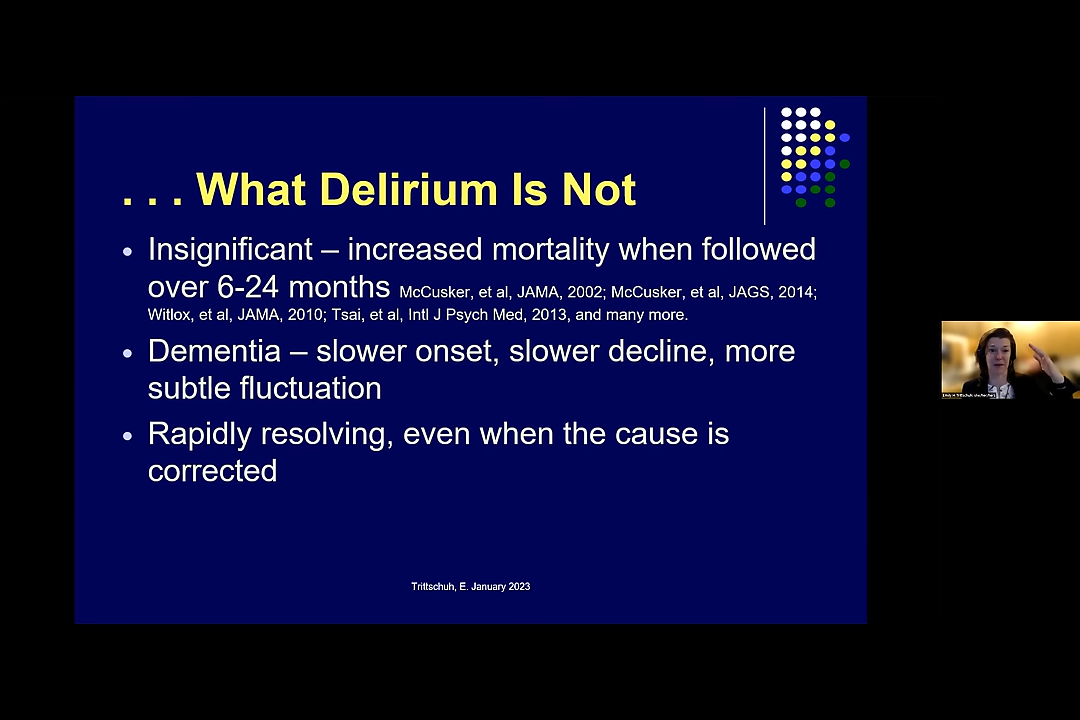 . . . What Delirium Is Not
• Insignificant – increased mortality when followed
over 6-24 months McCusker, et al, JAMA, 2002; McCusker, et al, JAGS, 2014;
Witlox, et al, JAMA, 2010; Tsai, et al, Intl J Psych Med, 2013, and many more.
• Dementia – slower onset, slower decline, more
subtle fluctuation
• Rapidly resolving, even when the cause is
corrected
Trittschuh, E. January 2023